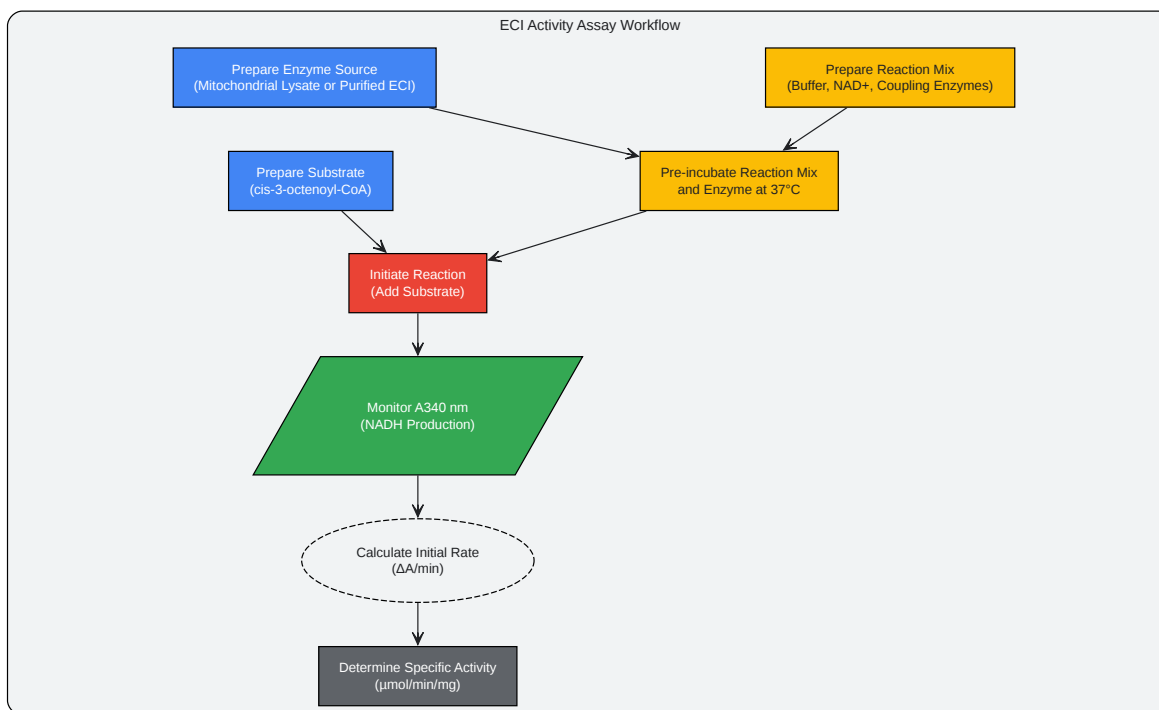 ECI Activity Assay Workflow
Prepare Enzyme Source
(Mitochondrial Lysate or Purified ECI)
Prepare Reaction Mix
(Buffer, NAD+, Coupling Enzymes)
Prepare Substrate
(cis-3-octenoyl-CoA)
Pre-incubate Reaction Mix
and Enzyme at 37°C
Initiate Reaction
(Add Substrate)
Monitor A340 nm
(NADH Production)
Calculate Initial Rate
(ΔA/min)
Determine Specific Activity
(µmol/min/mg)